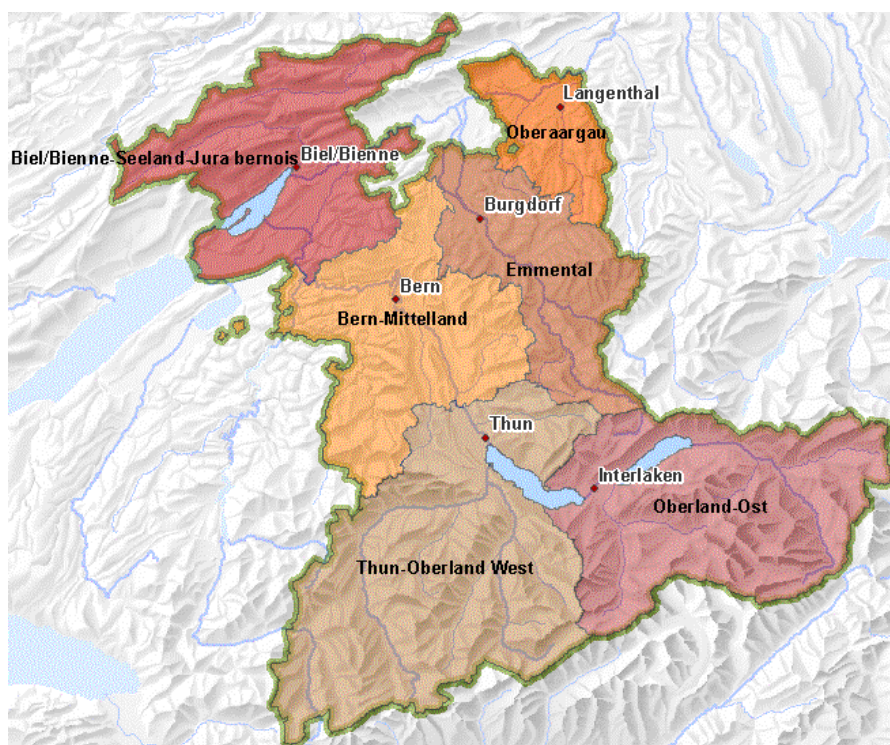 Langenthal
Oberaargau
Biel/Bienne-Seeland-Jura bernois
Biel/Bienne
Burgdorf
Emmental
Bern
Bern-Mittelland
Thun
Interlaken
Oberland-Ost
Thun-Oberland West